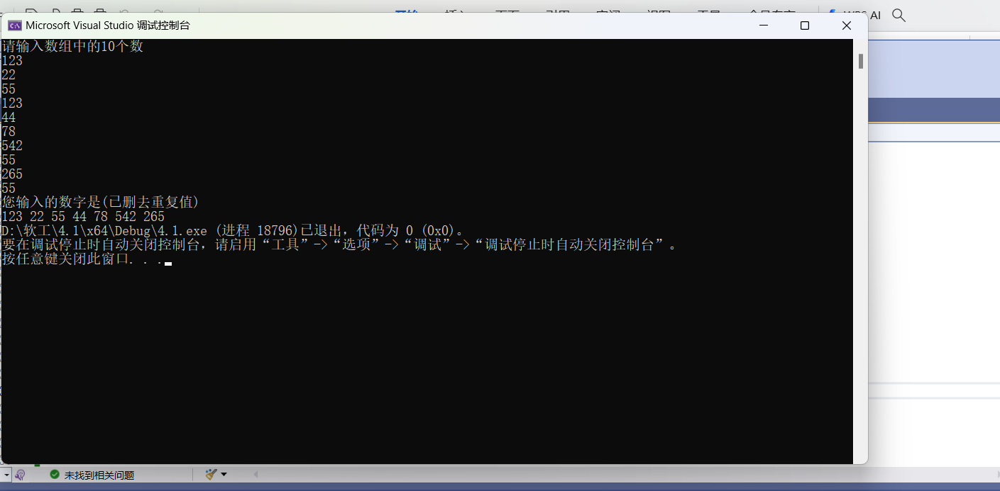 WPS AI
Microsoft Visual Studio 调试控制台
请输入数组中的10个数
123
22
55
123
44
78
542
55
265
55
您输入的数字是(已删去重复值)
123 22 55 44 78 542 265
D:\软工\4.1\x64\Debug\4.1.exe (进程 18796)已退出，代码为 0 (0x0)。
要在调试停止时自动关闭控制台，请启用“工具”->“选项”->“调试”->“调试停止时自动关闭控制台”。
按任意键关闭此窗口. . .
未找到相关问题